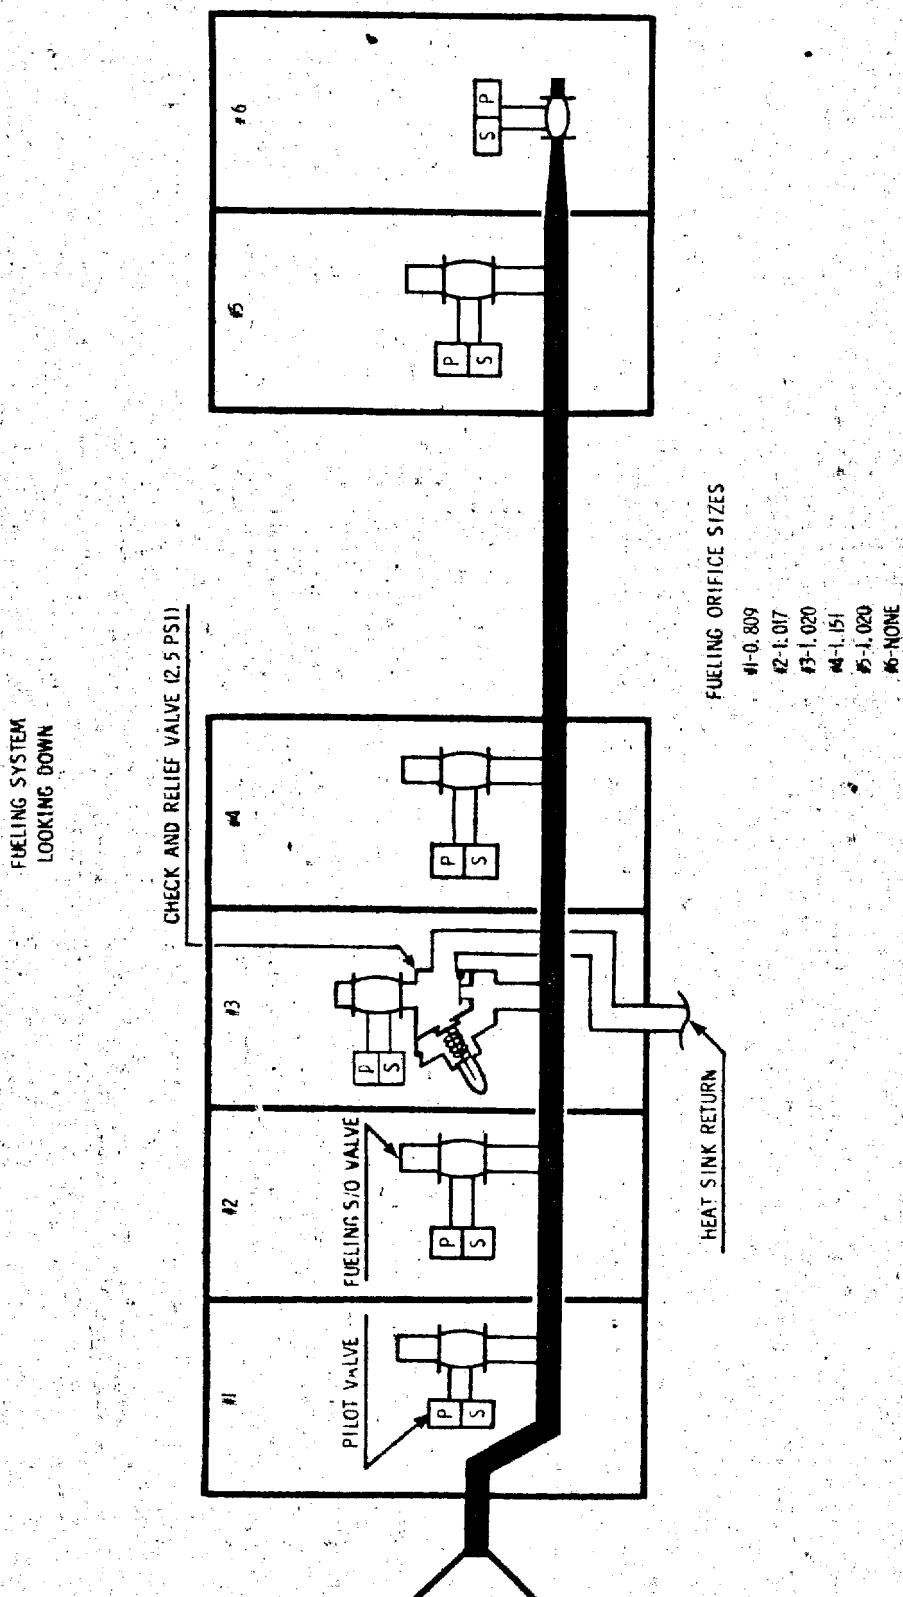 FUELING SYSTEM
LOOKING DOWN
CHECK AND RELIEF VALVE (2.5 PSI)
#1
#2
#3
#4
#5
#6
PILOT VALVE
FUELING S/O VALVE
P
S
P
S
P
S
P
S
P
S
S P
HEAT SINK RETURN
FUELING ORIFICE SIZES
#1-0.809
#2-1.017
#3-1.020
#4-1.151
#5-1.020
#6-NONE